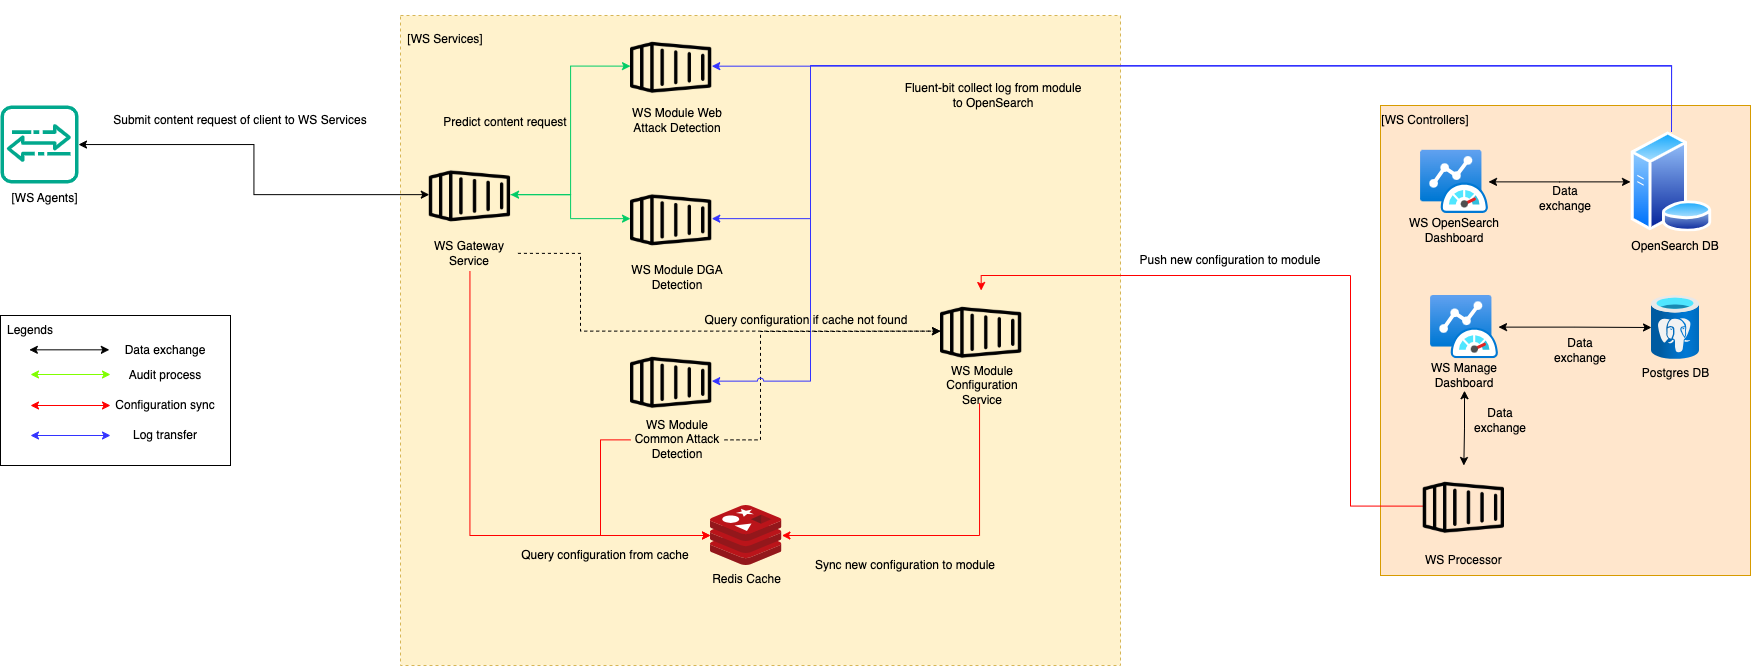 [WS Services]
WS Module Web
Attack Detection
Fluent-bit collect log from module
to OpenSearch
Submit content request of client to WS Services
Predict content request
[WS Agents]
WS Gateway
Service
WS Module DGA
Detection
Query configuration if cache not found
WS Module
Configuration
Service
WS Module
Common Attack
Detection
Query configuration from cache
Redis Cache
Sync new configuration to module
Push new configuration to module
[WS Controllers]
WS OpenSearch
Dashboard
Data
exchange
OpenSearch DB
WS Manage
Dashboard
Data
exchange
Postgres DB
Data
exchange
WS Processor
Legends
Data exchange
Audit process
Configuration sync
Log transfer